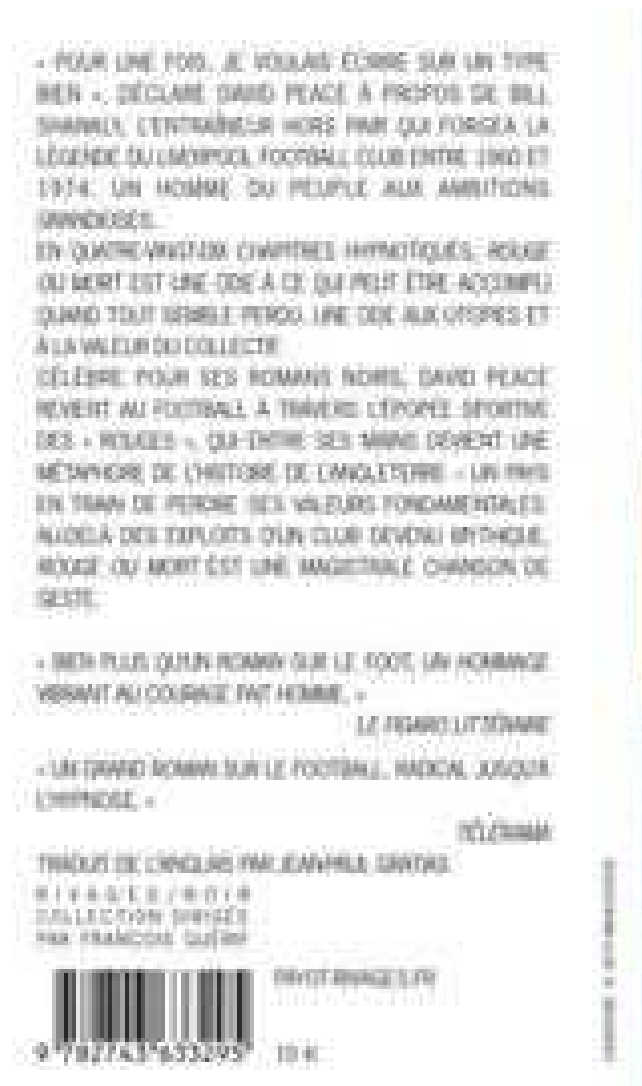 « POUR UNE FOIS, JE VOULAIS ÉCRIRE SUR UN TYPE
BIEN », DÉCLARE DAVID PEACE À PROPOS DE BILL
SHANKLY, L'ENTRAÎNEUR HORS PAIR QUI FORGEA LA
LÉGENDE DU LIVERPOOL FOOTBALL CLUB ENTRE 1960 ET
1974. UN HOMME DU PEUPLE AUX AMBITIONS
GRANDIOSES.
EN QUATRE-VINGT-DIX CHAPITRES HYPNOTIQUES, ROUGE
OU MORT EST UNE ODE À CE QUI PEUT ÊTRE ACCOMPLI
QUAND TOUT SEMBLE PERDU. UNE ODE AUX UTOPIES ET
À LA VALEUR DU COLLECTIF.
CÉLÈBRE POUR SES ROMANS NOIRS, DAVID PEACE
REVIENT AU FOOTBALL À TRAVERS L'ÉPOPÉE SPORTIVE
DES « ROUGES », QUI ENTRE SES MAINS DEVIENT UNE
MÉTAPHORE DE L'HISTOIRE DE L'ANGLETERRE – UN PAYS
EN TRAIN DE PERDRE SES VALEURS FONDAMENTALES.
AU-DELÀ DES EXPLOITS D'UN CLUB DEVENU MYTHIQUE,
ROUGE OU MORT EST UNE MAGISTRALE CHANSON DE
GESTE.
« BIEN PLUS QU'UN ROMAN SUR LE FOOT, UN HOMMAGE
VIBRANT AU COURAGE FAIT HOMME. »
LE FIGARO LITTÉRAIRE
« UN GRAND ROMAN SUR LE FOOTBALL, RADICAL JUSQU'À
L'HYPNOSE. »
TÉLÉRAMA
TRADUIT DE L'ANGLAIS PAR JEAN-PAUL GRATIAS
RIVAGES/NOIR
COLLECTION DIRIGÉE
PAR FRANÇOIS GUÉRIF
PAYOT-RIVAGES.FR
9 782743 633295
10 €